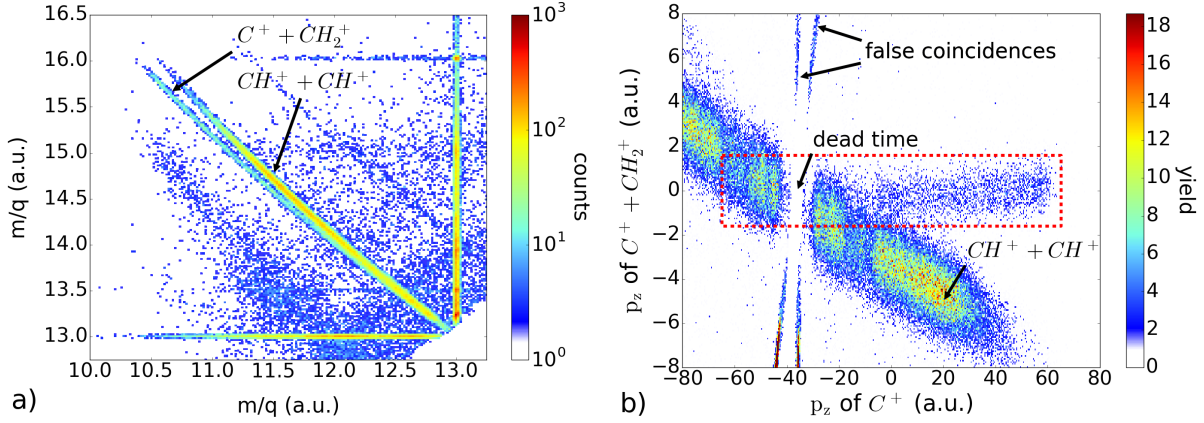 16.5
16.0
15.5
15.0
14.5
14.0
13.5
13.0
m/q (a.u.)
10.0 10.5 11.0 11.5 12.0 12.5 13.0
m/q (a.u.)
a)
C⁺ + CH₂⁺
CH⁺ + CH⁺
10³
10²
10¹
10⁰
counts
8
6
4
2
0
−2
−4
−6
−8
p_z of C⁺ + CH₂⁺ (a.u.)
−80 −60 −40 −20 0 20 40 60 80
p_z of C⁺ (a.u.)
b)
false coincidences
dead time
CH⁺ + CH⁺
18
16
14
12
10
8
6
4
2
0
yield